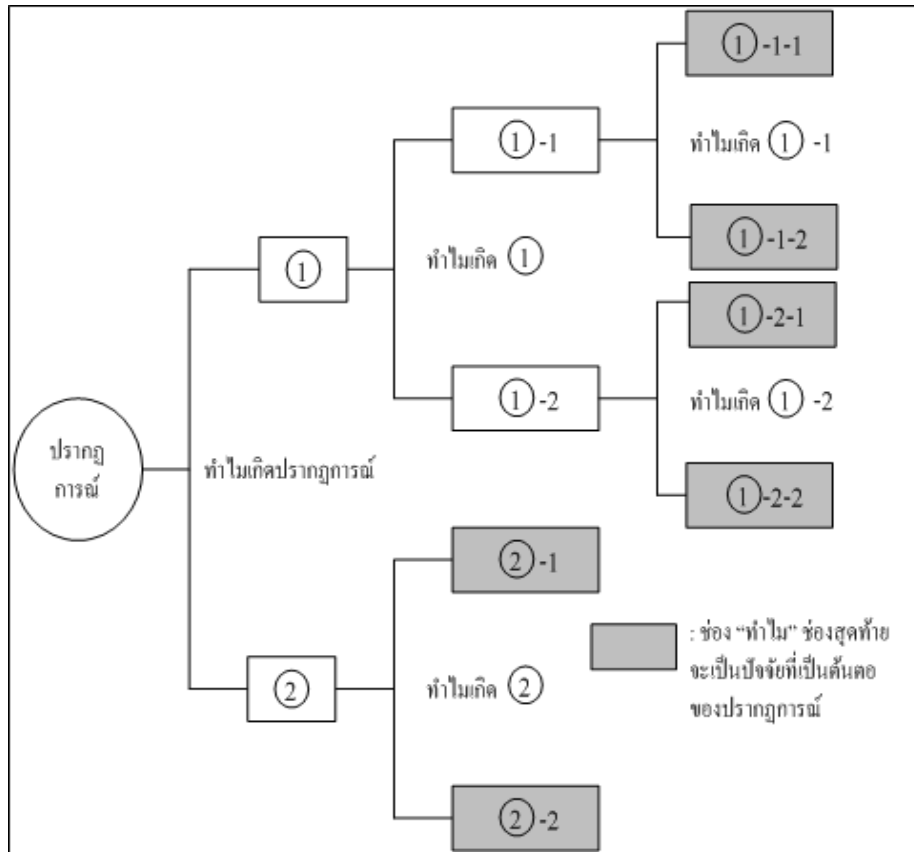 ① -1-1
① -1
ทำไมเกิด ① -1
① -1-2
①
ทำไมเกิด ①
① -2-1
① -2
ทำไมเกิด ① -2
ปรากฏ
การณ์
ทำไมเกิดปรากฏการณ์
① -2-2
② -1
②
ทำไมเกิด ②
: ช่อง “ทำไม” ช่องสุดท้าย
จะเป็นปัจจัยที่เป็นต้นตอ
ของปรากฏการณ์
② -2